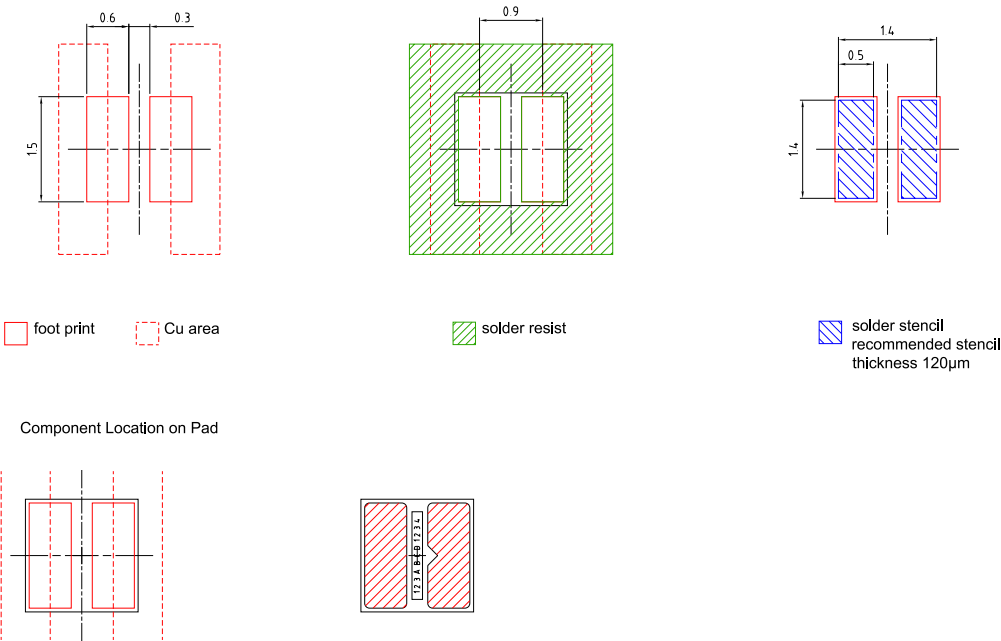 0.6 0.3
0.9
1.4
0.5
1.5
1.4
foot print
Cu area
solder resist
solder stencil
recommended stencil
thickness 120µm
Component Location on Pad
123ABCD1234